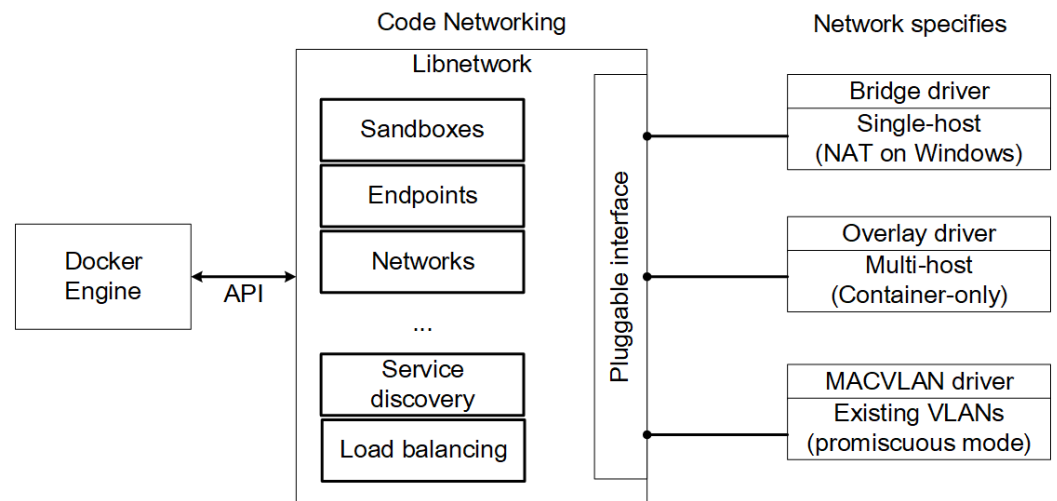 Code Networking
Network specifies
Libnetwork
Sandboxes
Endpoints
Networks
...
Service
discovery
Load balancing
Docker
Engine
API
Pluggable interface
Bridge driver
Single-host
(NAT on Windows)
Overlay driver
Multi-host
(Container-only)
MACVLAN driver
Existing VLANs
(promiscuous mode)